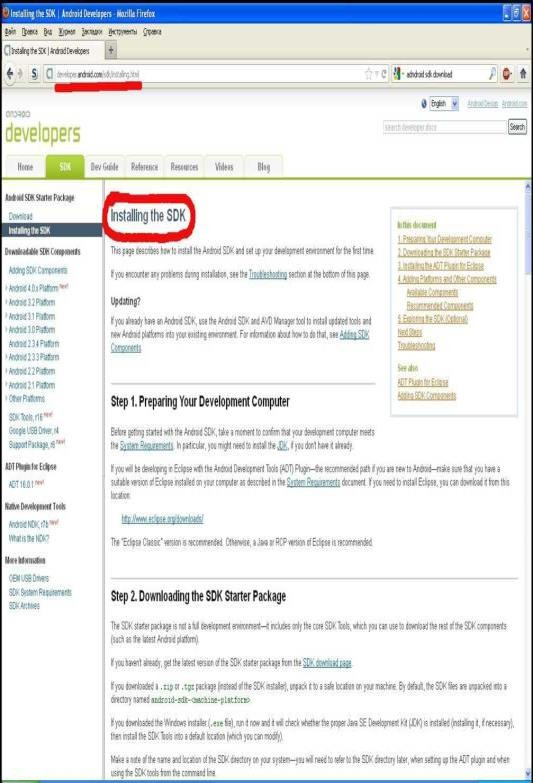 Installing the SDK | Android Developers - Mozilla Firefox
Файл Правка Вид Журнал Закладки Инструменты Справка
Installing the SDK | Android Developers
developer.android.com/sdk/installing.html
adndroid sdk download
English
Android Design
Android.com
android
developers
search developer docs
Search
Home
SDK
Dev Guide
Reference
Resources
Videos
Blog
Android SDK Starter Package
Download
Installing the SDK
Downloadable SDK Components
Adding SDK Components
Android 4.0.x Platform new!
Android 3.2 Platform
Android 3.1 Platform
Android 3.0 Platform
Android 2.3.4 Platform
Android 2.3.3 Platform
Android 2.2 Platform
Android 2.1 Platform
Other Platforms
SDK Tools, r16 new!
Google USB Driver, r4
Support Package, r6 new!
ADT Plugin for Eclipse
ADT 16.0.1 new!
Native Development Tools
Android NDK, r7b new!
What is the NDK?
More Information
OEM USB Drivers
SDK System Requirements
SDK Archives
Installing the SDK
This page describes how to install the Android SDK and set up your development environment for the first time.
If you encounter any problems during installation, see the Troubleshooting section at the bottom of this page.
Updating?
If you already have an Android SDK, use the Android SDK and AVD Manager tool to install updated tools and
new Android platforms into your existing environment. For information about how to do that, see Adding SDK
Components.
In this document
1. Preparing Your Development Computer
2. Downloading the SDK Starter Package
3. Installing the ADT Plugin for Eclipse
4. Adding Platforms and Other Components
Available Components
Recommended Components
5. Exploring the SDK (Optional)
Next Steps
Troubleshooting
See also
ADT Plugin for Eclipse
Adding SDK Components
Step 1. Preparing Your Development Computer
Before getting started with the Android SDK, take a moment to confirm that your development computer meets
the System Requirements. In particular, you might need to install the JDK, if you don't have it already.
If you will be developing in Eclipse with the Android Development Tools (ADT) Plugin—the recommended path if you are new to Android—make sure that you have a
suitable version of Eclipse installed on your computer as described in the System Requirements document. If you need to install Eclipse, you can download it from this
location:
http://www.eclipse.org/downloads/
The "Eclipse Classic" version is recommended. Otherwise, a Java or RCP version of Eclipse is recommended.
Step 2. Downloading the SDK Starter Package
The SDK starter package is not a full development environment—it includes only the core SDK Tools, which you can use to download the rest of the SDK components
(such as the latest Android platform).
If you haven't already, get the latest version of the SDK starter package from the SDK download page.
If you downloaded a .zip or .tgz package (instead of the SDK installer), unpack it to a safe location on your machine. By default, the SDK files are unpacked into a
directory named android-sdk-<machine-platform>.
If you downloaded the Windows installer (.exe file), run it now and it will check whether the proper Java SE Development Kit (JDK) is installed (installing it, if necessary),
then install the SDK Tools into a default location (which you can modify).
Make a note of the name and location of the SDK directory on your system—you will need to refer to the SDK directory later, when setting up the ADT plugin and when
using the SDK tools from the command line.